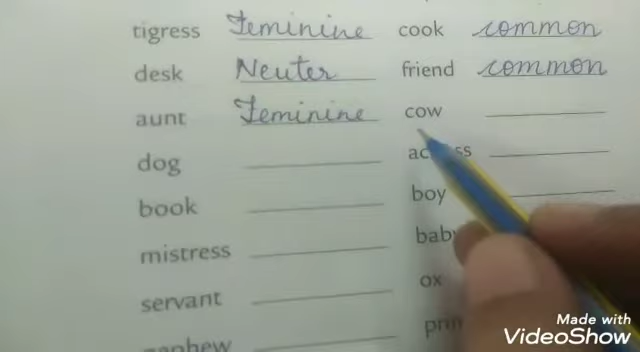 tigress Feminine cook common
desk Neuter friend common
aunt Feminine cow
dog
book boy
mistress
servant ox
nephew
Made with
VideoShow